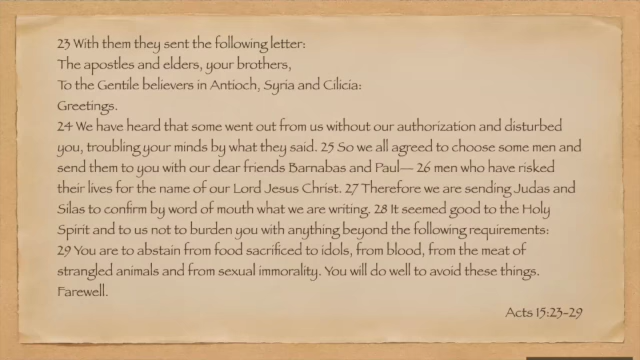 23 With them they sent the following letter:
The apostles and elders, your brothers,
To the Gentile believers in Antioch, Syria and Cilicia:
Greetings.
24 We have heard that some went out from us without our authorization and disturbed
you, troubling your minds by what they said. 25 So we all agreed to choose some men and
send them to you with our dear friends Barnabas and Paul— 26 men who have risked
their lives for the name of our Lord Jesus Christ. 27 Therefore we are sending Judas and
Silas to confirm by word of mouth what we are writing. 28 It seemed good to the Holy
Spirit and to us not to burden you with anything beyond the following requirements:
29 You are to abstain from food sacrificed to idols, from blood, from the meat of
strangled animals and from sexual immorality. You will do well to avoid these things.
Farewell.
Acts 15:23-29